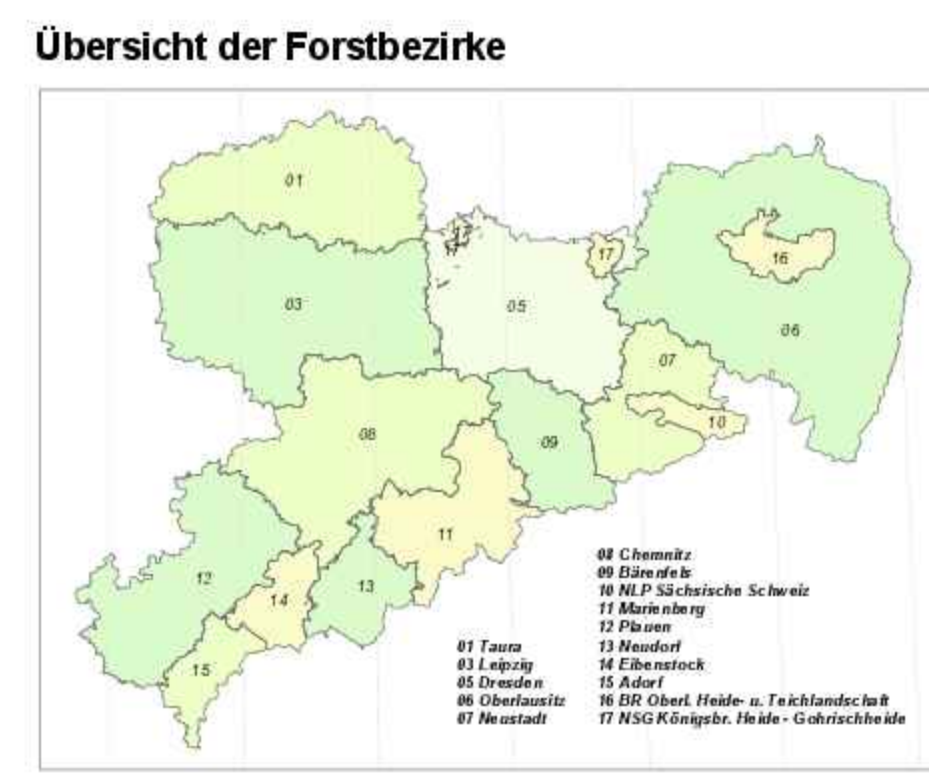 Übersicht der Forstbezirke
01
17
17
16
03
05
06
07
10
08
09
11
12
14
13
15
01 Taura
03 Leipzig
05 Dresden
06 Oberlausitz
07 Neustadt
08 Chemnitz
09 Bärenfels
10 NLP Sächsische Schweiz
11 Marienberg
12 Plauen
13 Neudorf
14 Eibenstock
15 Adorf
16 BR Oberl. Heide- u. Teichlandschaft
17 NSG Königsbr. Heide - Gohrischheide